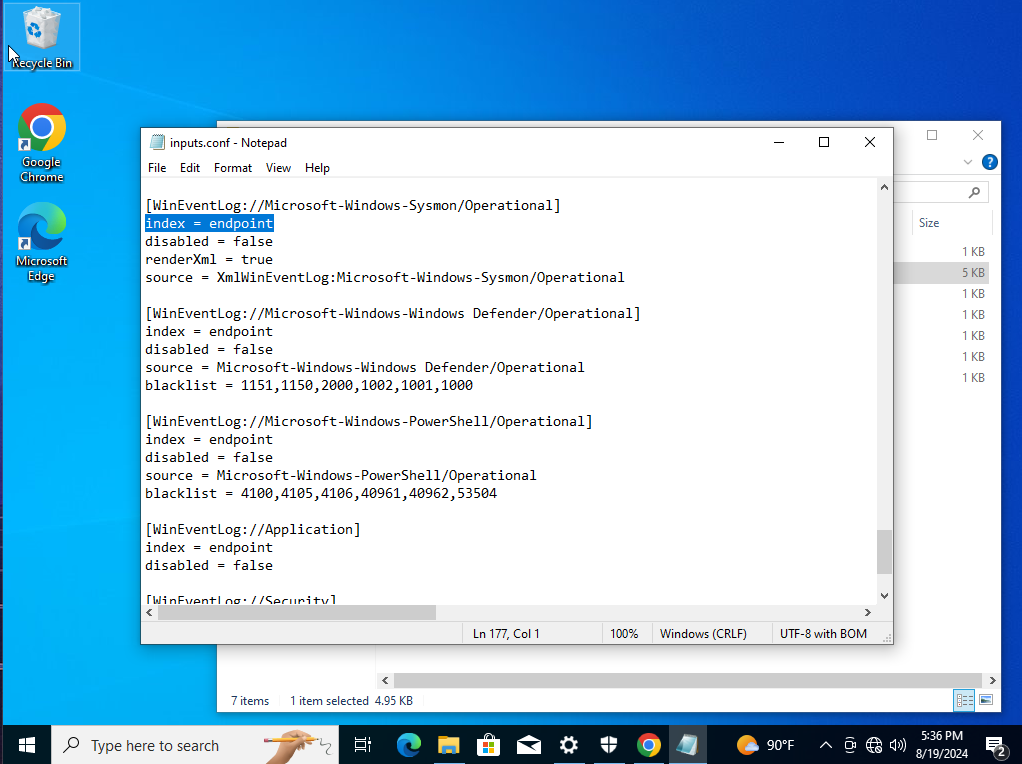 Recycle Bin
Google
Chrome
Microsoft
Edge
inputs.conf - Notepad
File Edit Format View Help
[WinEventLog://Microsoft-Windows-Sysmon/Operational]
index = endpoint
disabled = false
renderXml = true
source = XmlWinEventLog:Microsoft-Windows-Sysmon/Operational
[WinEventLog://Microsoft-Windows-Windows Defender/Operational]
index = endpoint
disabled = false
source = Microsoft-Windows-Windows Defender/Operational
blacklist = 1151,1150,2000,1002,1001,1000
[WinEventLog://Microsoft-Windows-PowerShell/Operational]
index = endpoint
disabled = false
source = Microsoft-Windows-PowerShell/Operational
blacklist = 4100,4105,4106,40961,40962,53504
[WinEventLog://Application]
index = endpoint
disabled = false
[WinEventLog://Security]
Ln 177, Col 1 100% Windows (CRLF) UTF-8 with BOM
Size
1 KB
5 KB
1 KB
1 KB
1 KB
1 KB
1 KB
7 items 1 item selected 4.95 KB
Type here to search
90°F
5:36 PM
8/19/2024
2